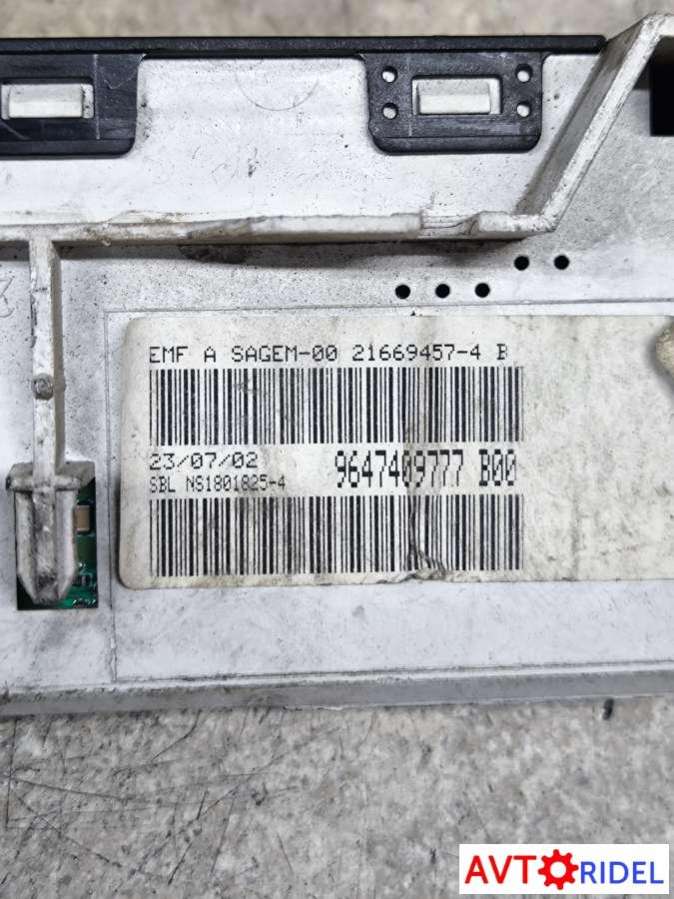 EMF A SAGEM-00 21669457-4 B
23/07/02
SBL NS1801825-4
9647409777 B00
AVTORIDEL